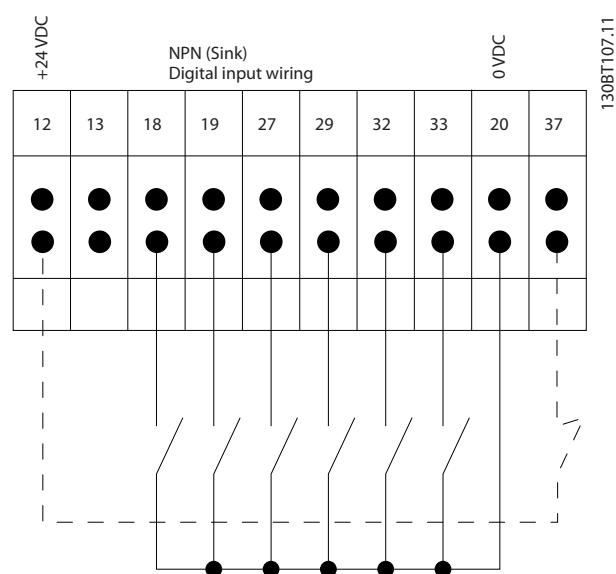 +24 VDC
NPN (Sink)
Digital input wiring
0 VDC
130BT107.11
12 13 18 19 27 29 32 33 20 37